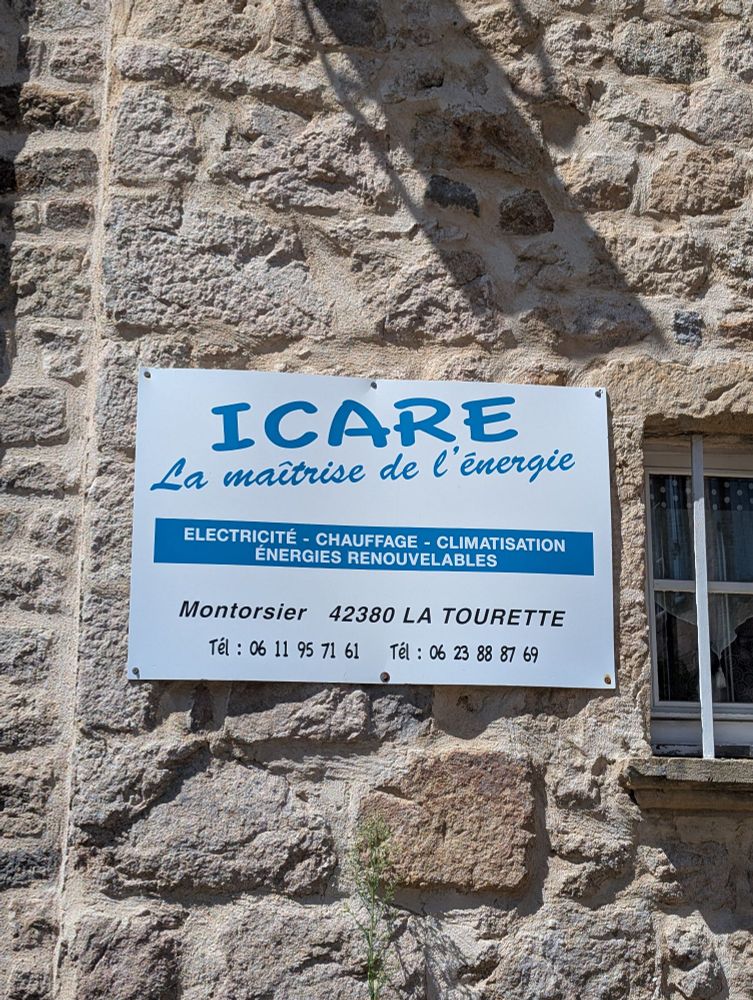 ICARE
La maîtrise de l'énergie
ELECTRICITÉ - CHAUFFAGE - CLIMATISATION
ÉNERGIES RENOUVELABLES
Montorsier 42380 LA TOURETTE
Tél : 06 11 95 71 61 Tél : 06 23 88 87 69